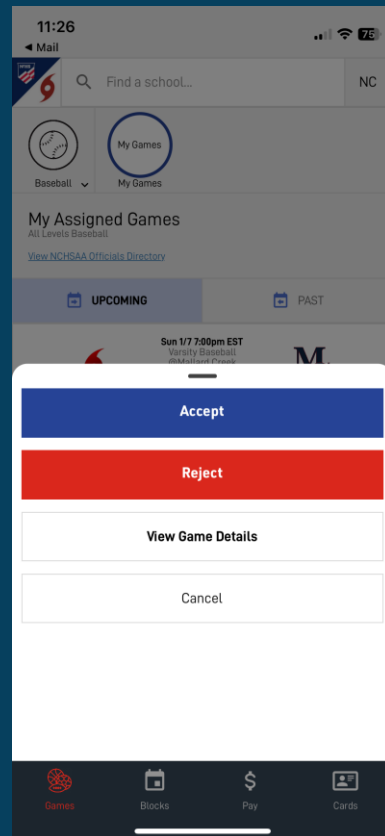 11:26
75
◀ Mail
Find a school...
NC
My Games
Baseball
My Games
My Assigned Games
All Levels Baseball
View NCHSAA Officials Directory
UPCOMING
PAST
Sun 1/7 7:00pm EST
Varsity Baseball
@Mallard Creek
M
Accept
Reject
View Game Details
Cancel
Games
Blocks
Pay
Cards